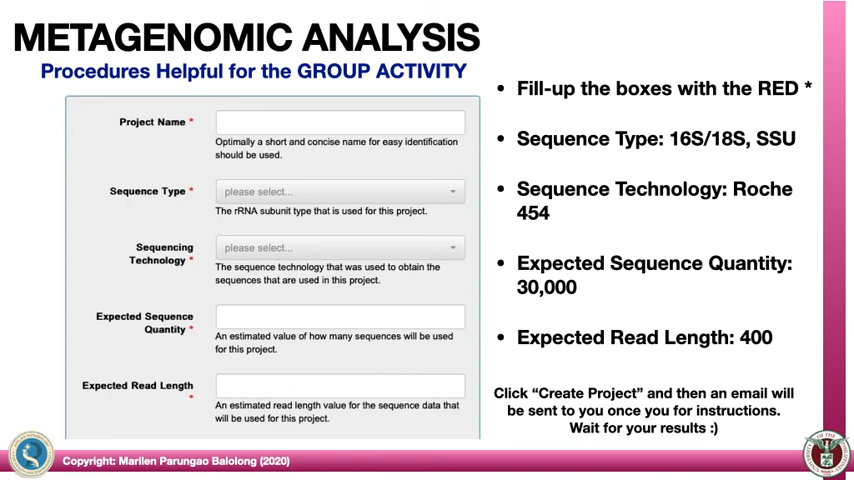 METAGENOMIC ANALYSIS
Procedures Helpful for the GROUP ACTIVITY
Project Name *
Optimally a short and concise name for easy identification
should be used.
Sequence Type *
please select...
The rRNA subunit type that is used for this project.
Sequencing
Technology *
please select...
The sequence technology that was used to obtain the
sequences that are used in this project.
Expected Sequence
Quantity *
An estimated value of how many sequences will be used
for this project.
Expected Read Length
*
An estimated read length value for the sequence data that
will be used for this project.
• Fill-up the boxes with the RED *
• Sequence Type: 16S/18S, SSU
• Sequence Technology: Roche
454
• Expected Sequence Quantity:
30,000
• Expected Read Length: 400
Click “Create Project” and then an email will
be sent to you once you for instructions.
Wait for your results :)
Copyright: Marilen Parungao Balolong (2020)